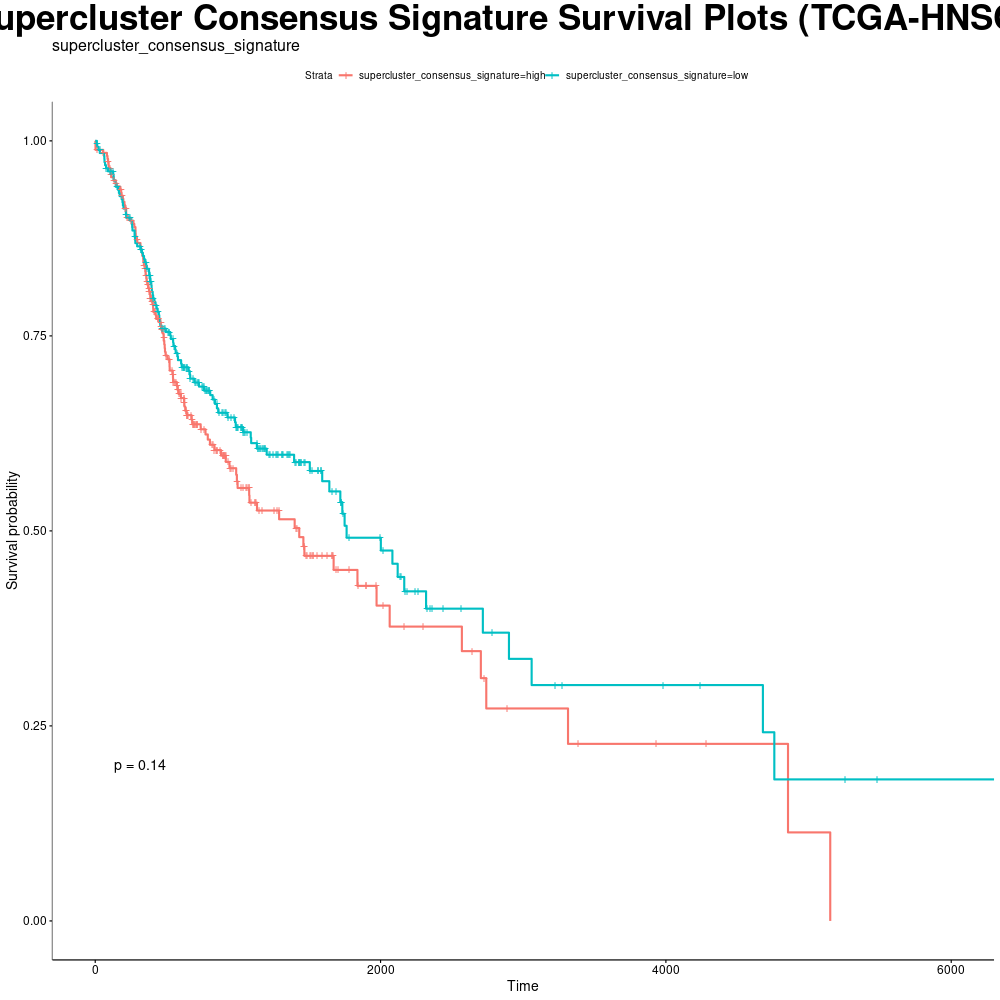 upercluster Consensus Signature Survival Plots (TCGA-HNSC
supercluster_consensus_signature
Strata supercluster_consensus_signature=high supercluster_consensus_signature=low
1.00
0.75
0.50
0.25
0.00
Survival probability
p = 0.14
0 2000 4000 6000
Time